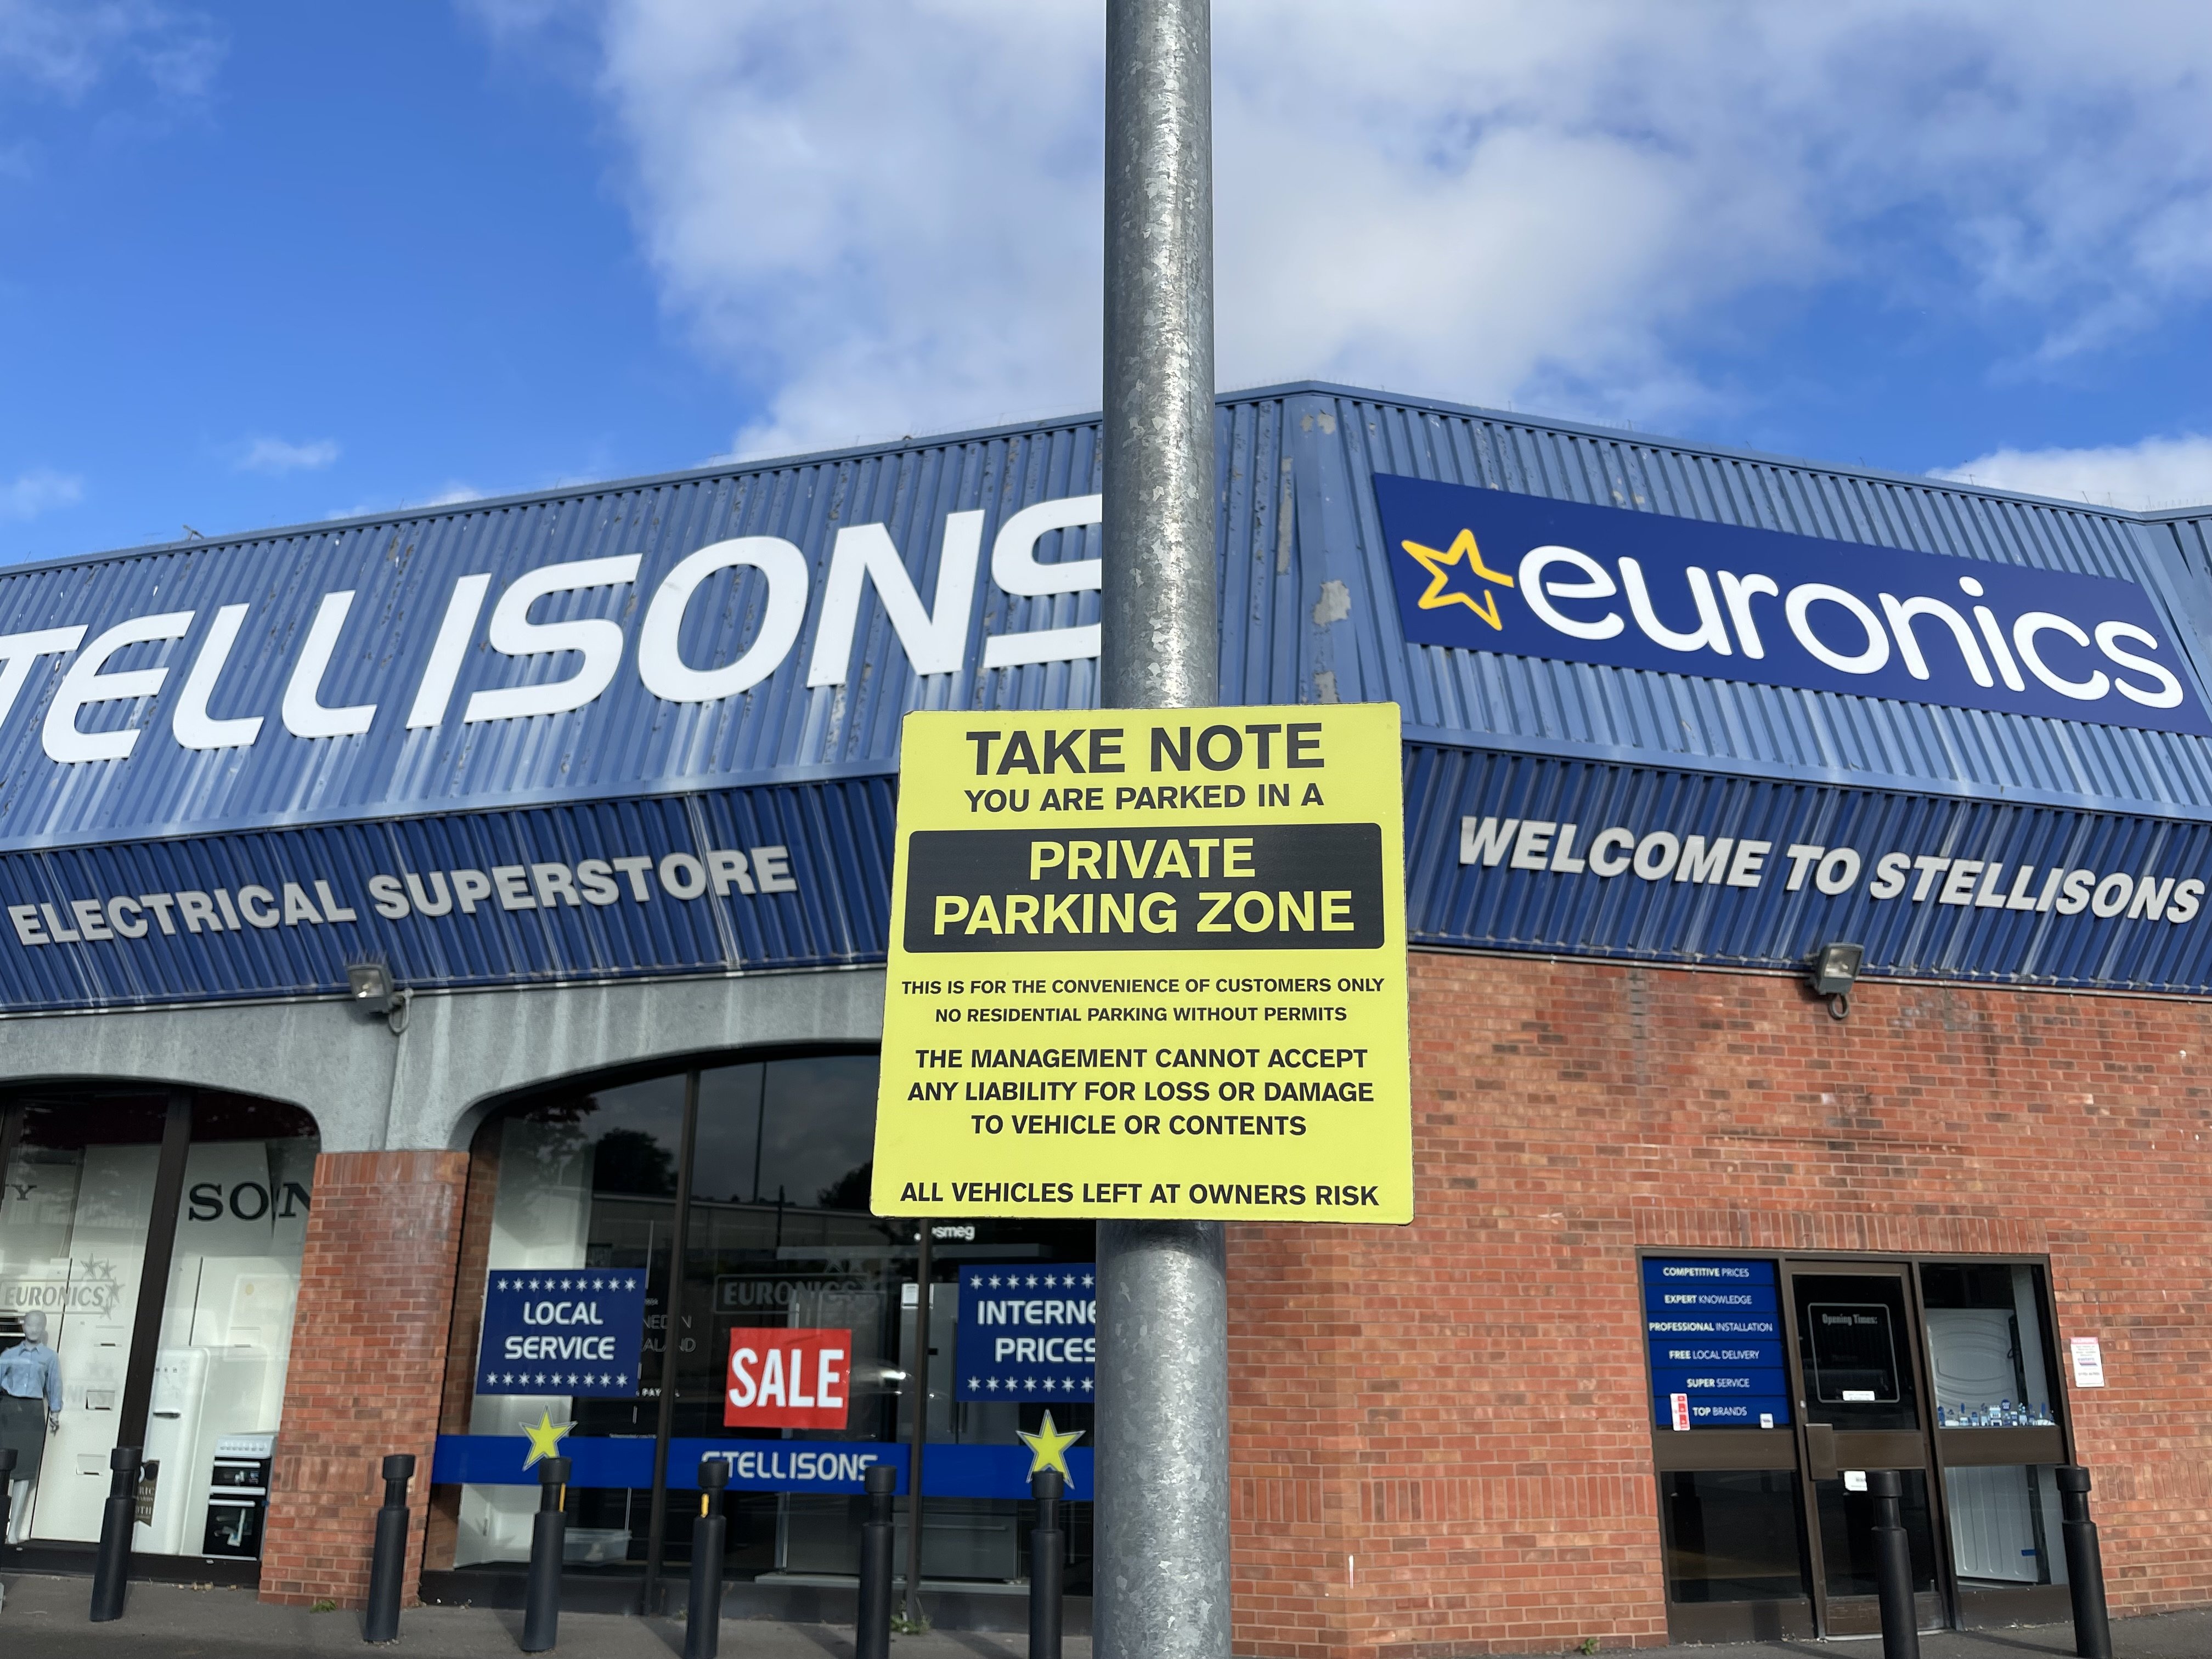 TELLISONS
euronics
ELECTRICAL SUPERSTORE
WELCOME TO STELLISONS
TAKE NOTE
YOU ARE PARKED IN A
PRIVATE
PARKING ZONE
THIS IS FOR THE CONVENIENCE OF CUSTOMERS ONLY
NO RESIDENTIAL PARKING WITHOUT PERMITS
THE MANAGEMENT CANNOT ACCEPT
ANY LIABILITY FOR LOSS OR DAMAGE
TO VEHICLE OR CONTENTS
ALL VEHICLES LEFT AT OWNERS RISK
SON
smeg
EURONICS
EURONICS
LOCAL
SERVICE
SALE
INTERNE
PRICES
STELLISONS
COMPETITIVE PRICES
EXPERT KNOWLEDGE
PROFESSIONAL INSTALLATION
FREE LOCAL DELIVERY
SUPER SERVICE
TOP BRANDS
Opening Times: